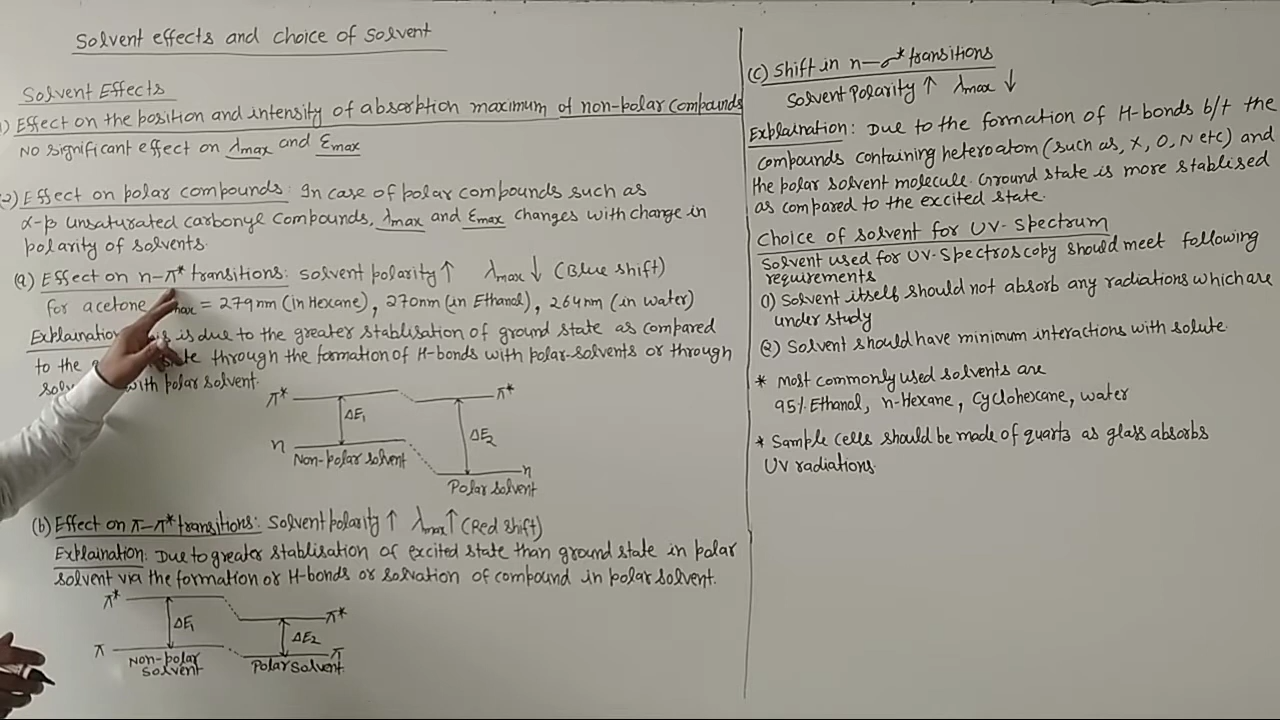 Solvent effects and choice of solvent
Solvent Effects
1) Effect on the position and intensity of absorption maximum of non-polar compounds
No significant effect on λmax and Ɛmax
(2) Effect on polar compounds: In case of polar compounds such as
α-β unsaturated carbonyl compounds, λmax and Ɛmax changes with change in
polarity of solvents.
(a) Effect on n-π* transitions: solvent polarity ↑ λmax ↓ (Blue shift)
for acetone max = 279nm (in Hexane), 270nm (in Ethanol), 264nm (in water)
Explaination is due to the greater stablisation of ground state as compared
to the through the formation of H-bonds with polar-solvents or through
with polar solvent.
π* ΔE1 π*
n ΔE2
Non-polar solvent n
Polar solvent
(b) Effect on π-π* transitions: Solvent polarity ↑ λmax ↑ (Red shift)
Explaination: Due to greater stablisation of excited state than ground state in polar
solvent via the formation or H-bonds or solvation of compound in polar solvent.
π* ΔE1 π*
π ΔE2 π
Non-polar solvent Polar solvent
(c) Shift in n-σ* transitions
Solvent Polarity ↑ λmax ↓
Explaination: Due to the formation of H-bonds b/t the
compounds containing heteroatom (such as, X, O, N etc) and
the polar solvent molecule. Ground state is more stablised
as compared to the excited state.
Choice of solvent for UV-Spectrum
Solvent used for UV-Spectroscopy should meet following
requirements
(1) Solvent itself should not absorb any radiations which are
under study
(2) Solvent should have minimum interactions with solute.
* most commonly used solvents are
95% Ethanol, n-Hexane, Cyclohexane, water
* Sample cells should be made of quartz as glass absorbs
UV radiations.